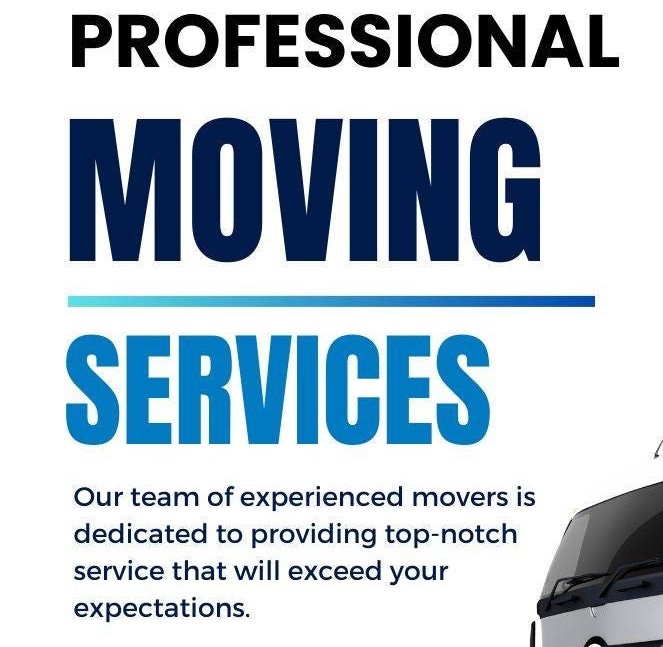 PROFESSIONAL
MOVING
SERVICES
Our team of experienced movers is
dedicated to providing top-notch
service that will exceed your
expectations.